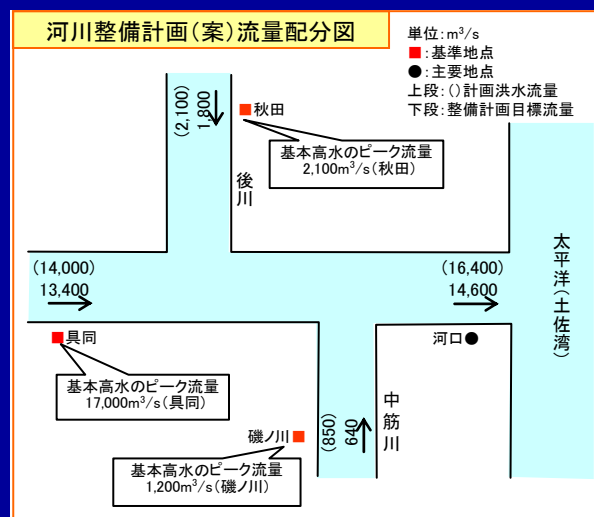 河川整備計画(案)流量配分図
単位:m³/s
■:基準地点
●:主要地点
上段:()計画洪水流量
下段:整備計画目標流量
(2,100)
1,800
■秋田
基本高水のピーク流量
2,100m³/s(秋田)
後川
(14,000)
13,400
(16,400)
14,600
太平洋(土佐湾)
■具同
河口●
基本高水のピーク流量
17,000m³/s(具同)
(850)
640
中筋川
磯ノ川■
基本高水のピーク流量
1,200m³/s(磯ノ川)